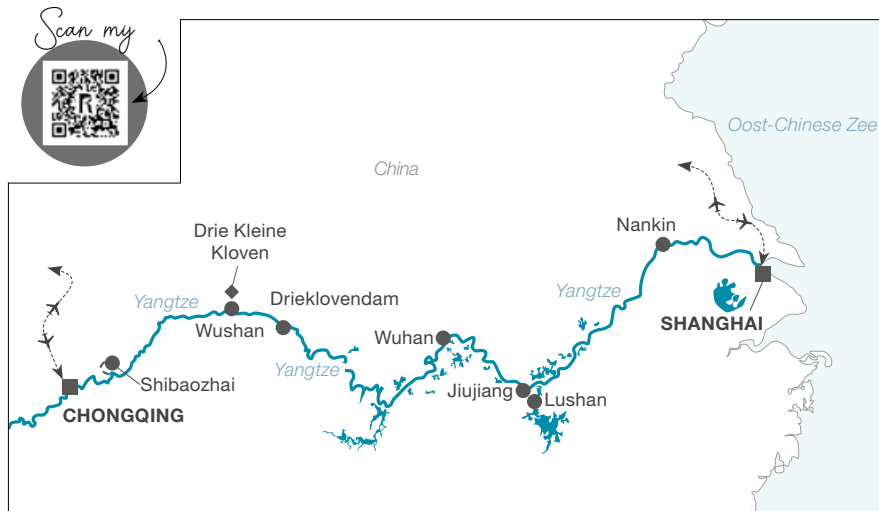 Scan my
R
Oost-Chinese Zee
China
Nankin
Drie Kleine
Kloven
Yangtze
Drieklovendam
Yangtze
Wushan
Wuhan
SHANGHAI
Yangtze
Shibaozhai
Jiujiang
Lushan
CHONGQING